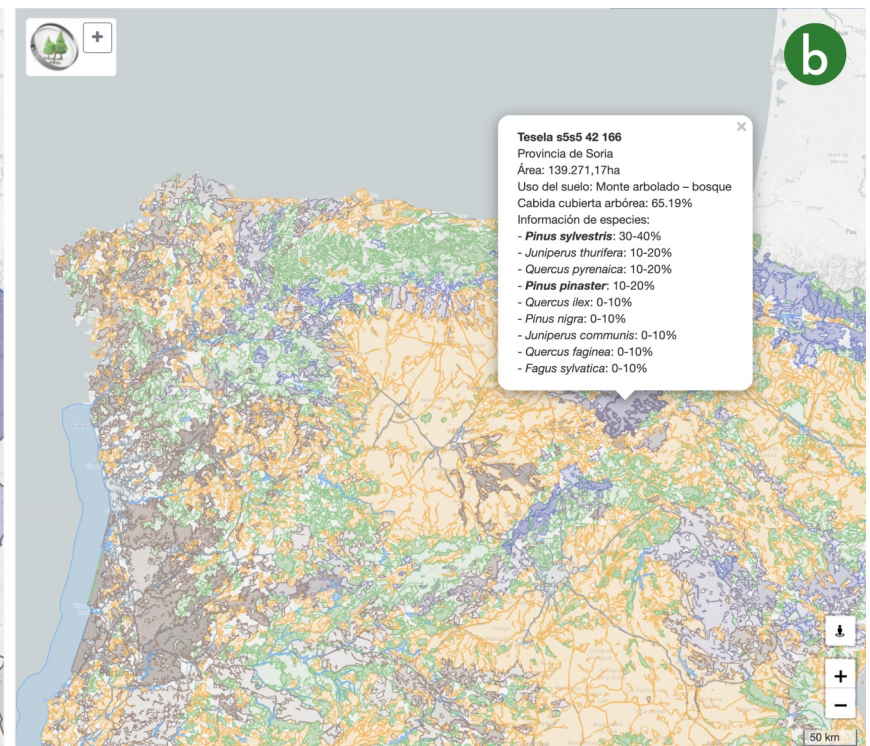 +
b
×
Tesela s5s5 42 166
Provincia de Soria
Área: 139.271,17ha
Uso del suelo: Monte arbolado – bosque
Cabida cubierta arbórea: 65.19%
Información de especies:
- Pinus sylvestris: 30-40%
- Juniperus thurifera: 10-20%
- Quercus pyrenaica: 10-20%
- Pinus pinaster: 10-20%
- Quercus ilex: 0-10%
- Pinus nigra: 0-10%
- Juniperus communis: 0-10%
- Quercus faginea: 0-10%
- Fagus sylvatica: 0-10%
Pau
+
−
50 km